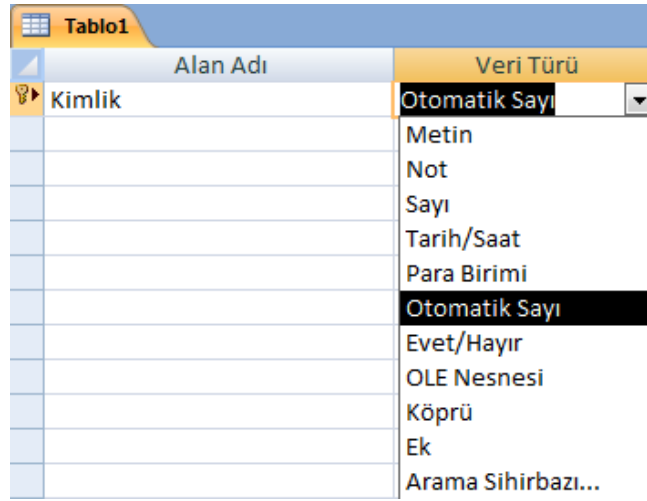 Tablo1
Alan Adı Veri Türü
Kimlik Otomatik Sayı
Metin
Not
Sayı
Tarih/Saat
Para Birimi
Otomatik Sayı
Evet/Hayır
OLE Nesnesi
Köprü
Ek
Arama Sihirbazı...